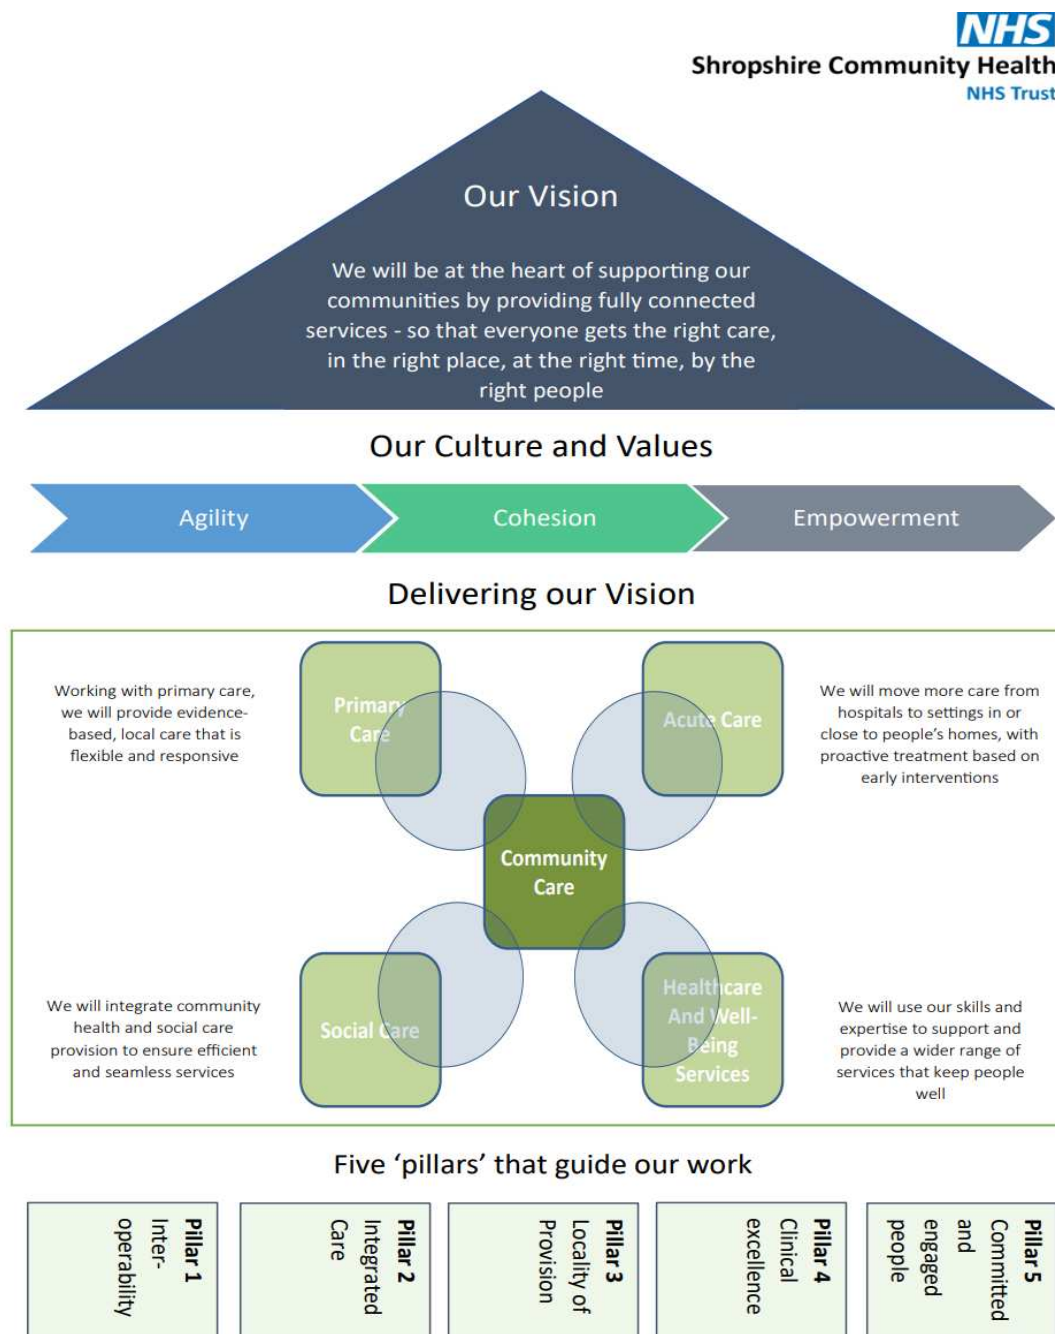 NHS
Shropshire Community Health
NHS Trust
Our Vision
We will be at the heart of supporting our
communities by providing fully connected
services - so that everyone gets the right care,
in the right place, at the right time, by the
right people
Our Culture and Values
Agility
Cohesion
Empowerment
Delivering our Vision
Working with primary care,
we will provide evidence-
based, local care that is
flexible and responsive
Primary
Care
Acute Care
We will move more care from
hospitals to settings in or
close to people's homes, with
proactive treatment based on
early interventions
Community
Care
We will integrate community
health and social care
provision to ensure efficient
and seamless services
Social Care
Healthcare
And Well-
Being
Services
We will use our skills and
expertise to support and
provide a wider range of
services that keep people
well
Five ‘pillars’ that guide our work
Pillar 1
Inter-
operability
Pillar 2
Integrated
Care
Pillar 3
Locality of
Provision
Pillar 4
Clinical
excellence
Pillar 5
Committed
and
engaged
people